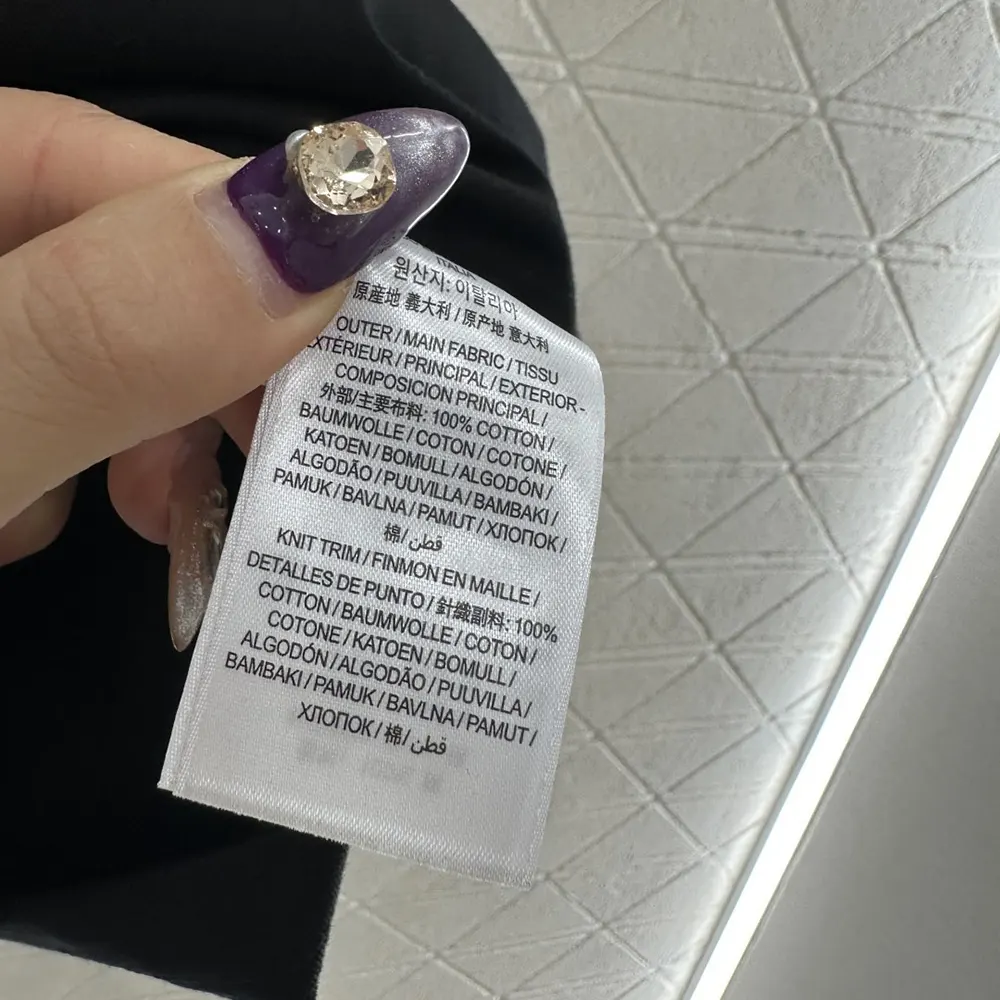 원산지: 이탈리아
原産地 義大利 / 原产地 意大利
OUTER / MAIN FABRIC / TISSU
EXTÉRIEUR / PRINCIPAL / EXTERIOR -
COMPOSICION PRINCIPAL /
外部/主要布料: 100% COTTON /
BAUMWOLLE / COTON / COTONE /
KATOEN / BOMULL / ALGODÓN /
ALGODÃO / PUUVILLA / BAMBAKI /
PAMUK / BAVLNA / PAMUT / ХЛОПОК /
棉/ قطن
KNIT TRIM / FINMON EN MAILLE /
DETALLES DE PUNTO / 針織副料: 100%
COTTON / BAUMWOLLE / COTON /
COTONE / KATOEN / BOMULL /
ALGODÓN / ALGODÃO / PUUVILLA /
BAMBAKI / PAMUK / BAVLNA / PAMUT /
ХЛОПОК / 棉/ قطن